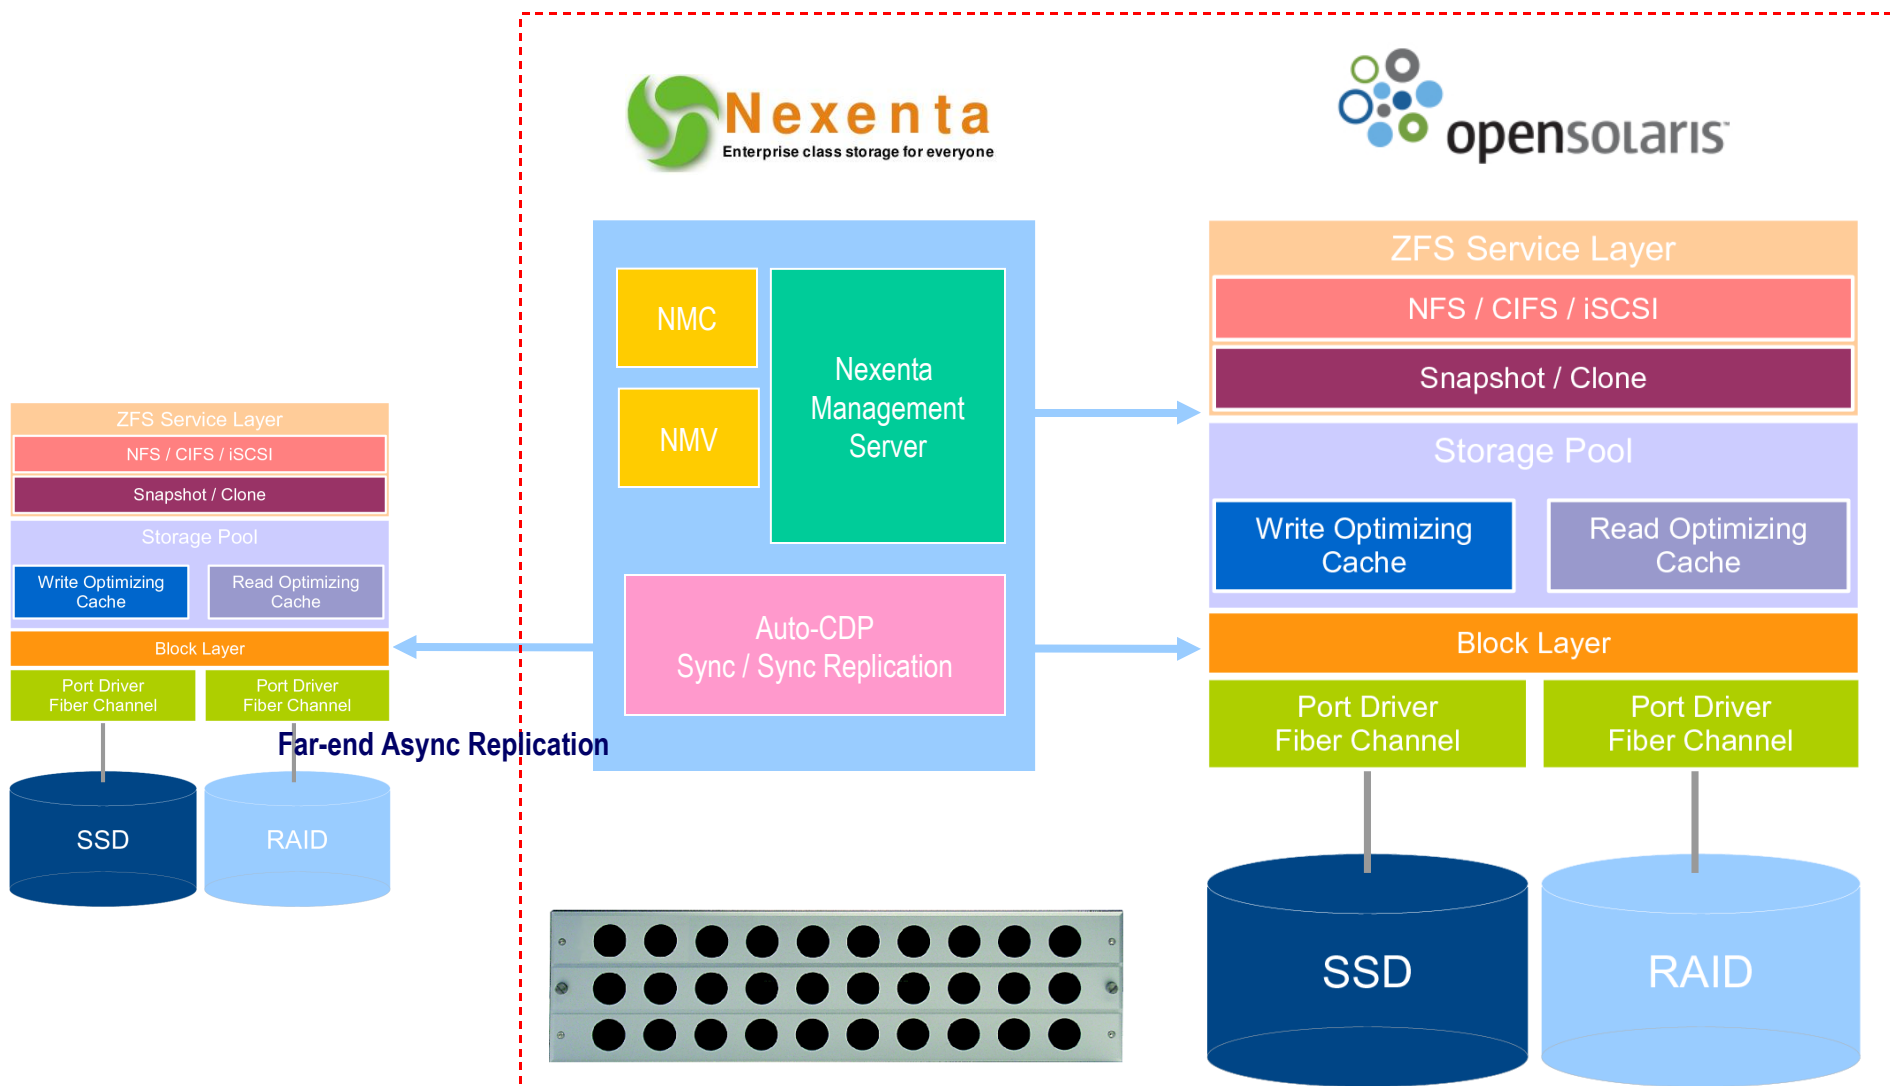 Nexenta
Enterprise class storage for everyone
opensolaris™
ZFS Service Layer
NFS / CIFS / iSCSI
Snapshot / Clone
Storage Pool
Write Optimizing
Cache
Read Optimizing
Cache
Block Layer
Port Driver
Fiber Channel
Port Driver
Fiber Channel
SSD
RAID
Far-end Async Replication
NMC
NMV
Nexenta
Management
Server
Auto-CDP
Sync / Sync Replication
ZFS Service Layer
NFS / CIFS / iSCSI
Snapshot / Clone
Storage Pool
Write Optimizing
Cache
Read Optimizing
Cache
Block Layer
Port Driver
Fiber Channel
Port Driver
Fiber Channel
SSD
RAID